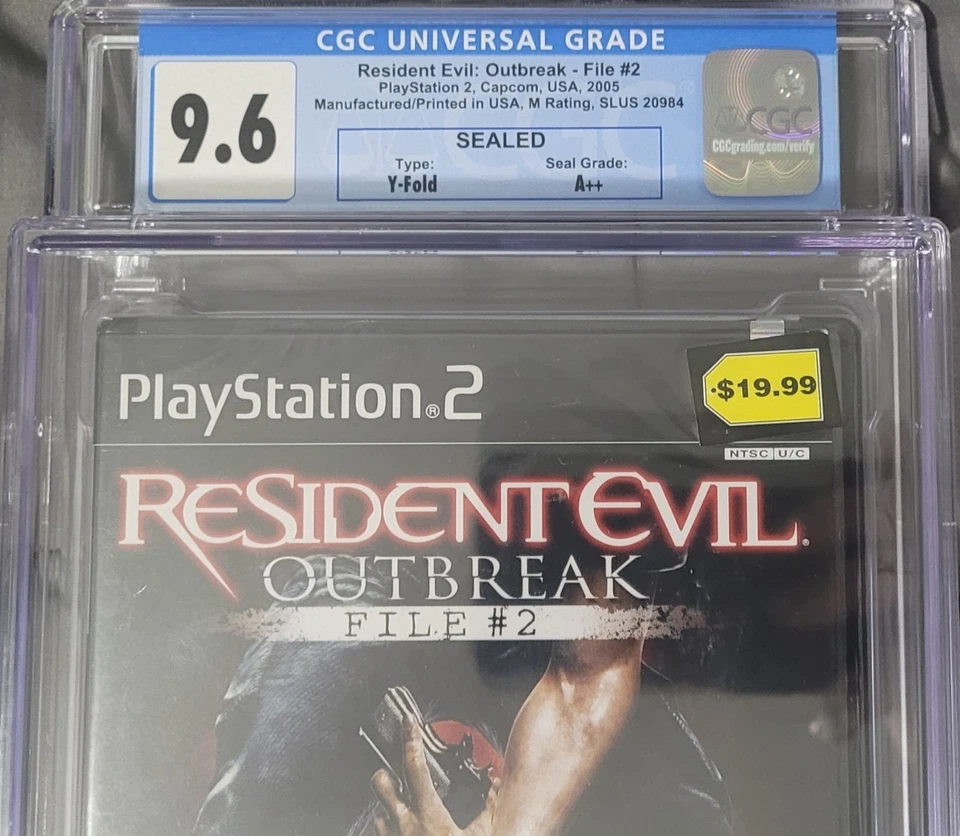 CGC UNIVERSAL GRADE
9.6
Resident Evil: Outbreak - File #2
PlayStation 2, Capcom, USA, 2005
Manufactured/Printed in USA, M Rating, SLUS 20984
SEALED
Type:
Y-Fold
Seal Grade:
A++
CGC
CGCgrading.com/verify
PlayStation®2
$19.99
NTSC U/C
RESIDENT EVIL®
OUTBREAK
FILE #2